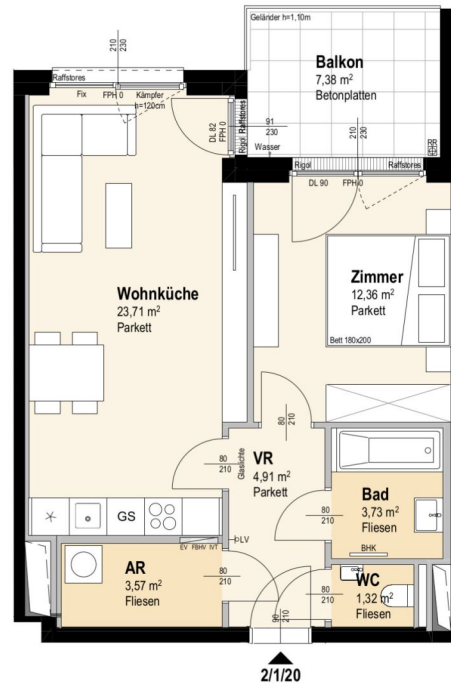 Geländer h=1,10m
Balkon
7,38 m²
Betonplatten
210
230
Raffstores
Fix
FPH 0
Kämpfer
h=120cm
DL 82
FPH 0
Rigol
Raffstores
91
230
Wasser
210
230
Rigol
Raffstores
DL 90
FPH 0
Wohnküche
23,71 m²
Parkett
Zimmer
12,36 m²
Parkett
Bett 180x200
80
210
VR
4,91 m²
Parkett
Glaslichte
80
210
GS
Bad
3,73 m²
Fliesen
80
210
BHK
LV
EV FBHV IVT
AR
3,57 m²
Fliesen
80
210
80
210
WC
1,32 m²
Fliesen
90
210
2/1/20